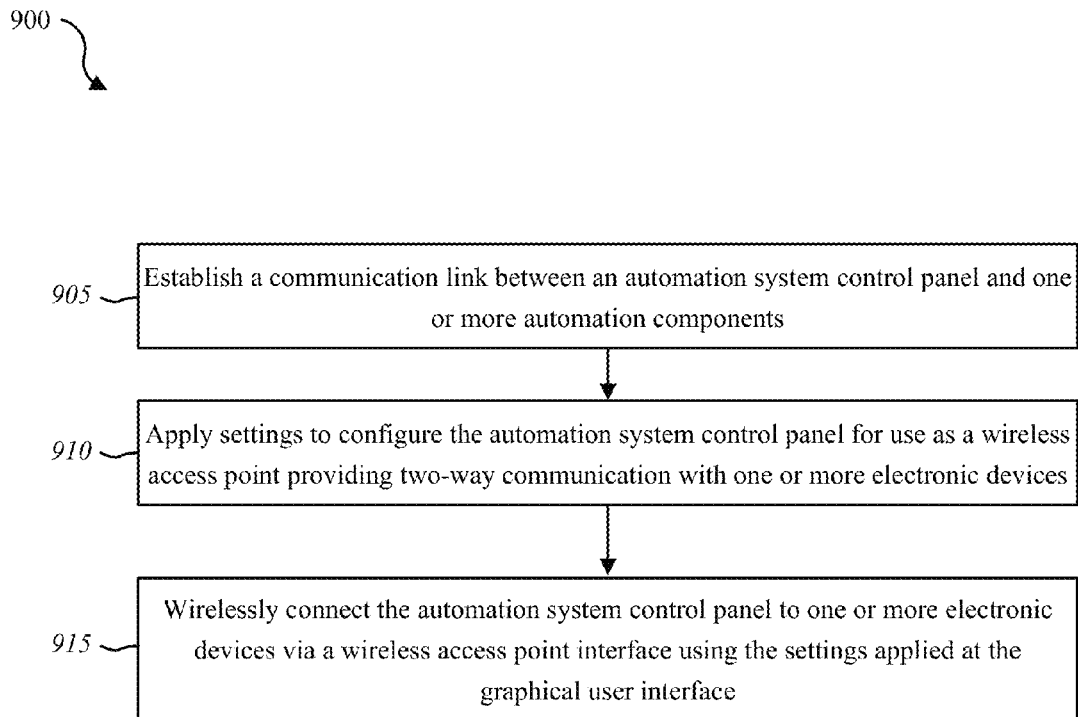 900
905
Establish a communication link between an automation system control panel and one
or more automation components
910
Apply settings to configure the automation system control panel for use as a wireless
access point providing two-way communication with one or more electronic devices
915
Wirelessly connect the automation system control panel to one or more electronic
devices via a wireless access point interface using the settings applied at the
graphical user interface